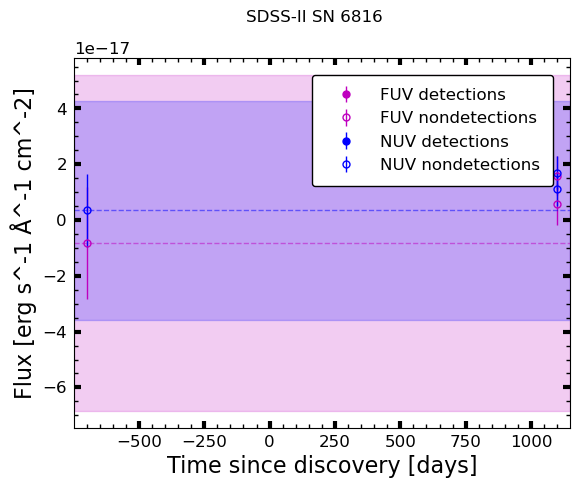 SDSS-II SN 6816
1e−17
FUV detections
FUV nondetections
NUV detections
NUV nondetections
4
2
0
−2
−4
−6
Flux [erg s^-1 Å^-1 cm^-2]
−500 −250 0 250 500 750 1000
Time since discovery [days]